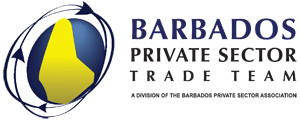 BARBADOS
PRIVATE SECTOR
TRADE TEAM
A DIVISION OF THE BARBADOS PRIVATE SECTOR ASSOCIATION